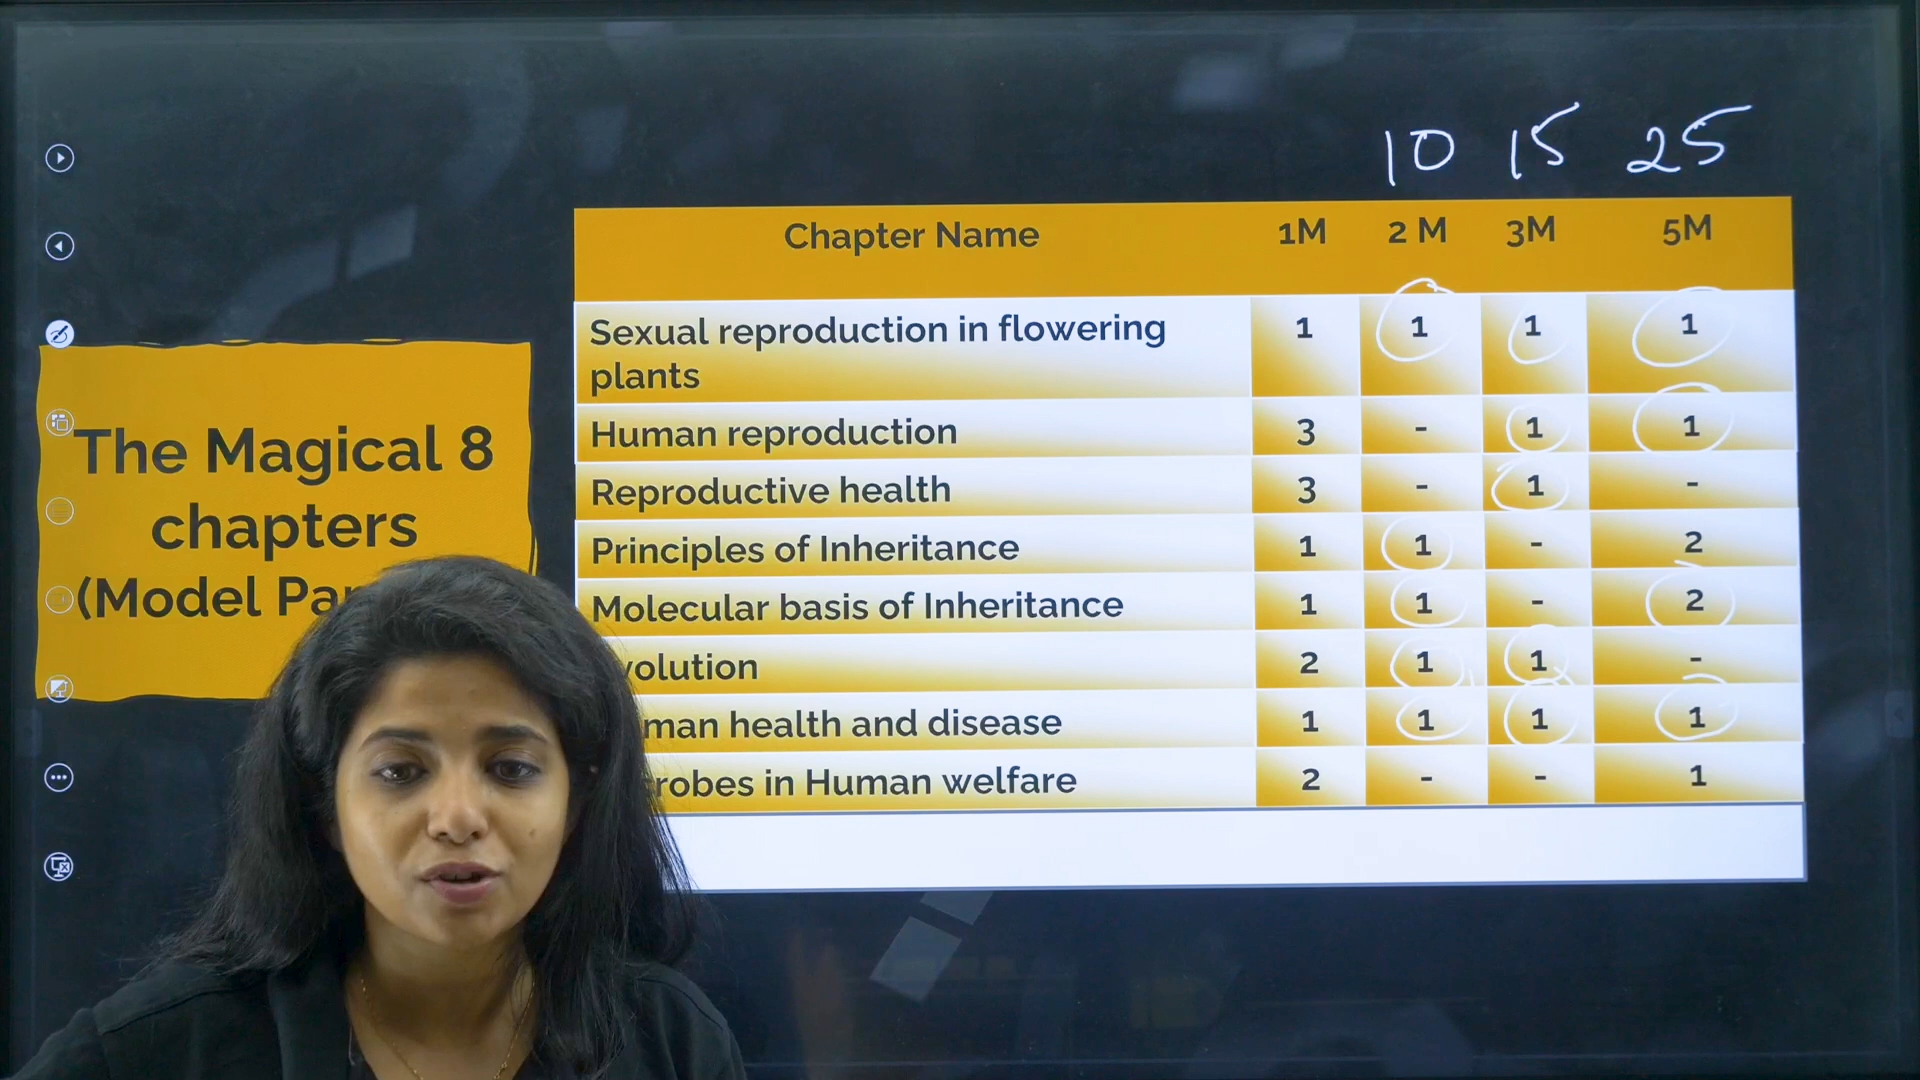 10 15 25
The Magical 8
chapters
(Model
Chapter Name 1M 2 M 3M 5M
Sexual reproduction in flowering
plants 1 1 1 1
Human reproduction 3 - 1 1
Reproductive health 3 - 1 -
Principles of Inheritance 1 1 - 2
Molecular basis of Inheritance 1 1 - 2
volution 2 1 1 -
man health and disease 1 1 1 1
robes in Human welfare 2 - - 1